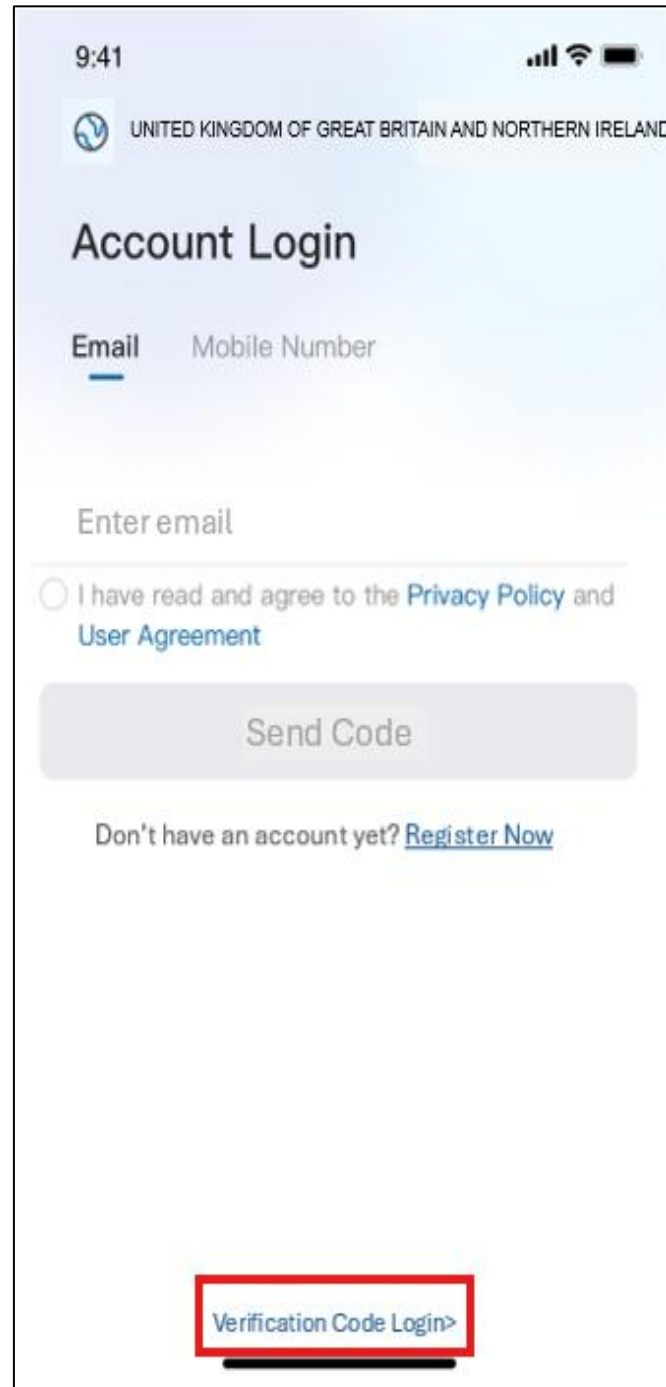 9:41
UNITED KINGDOM OF GREAT BRITAIN AND NORTHERN IRELAND
Account Login
Email Mobile Number
Enter email
I have read and agree to the Privacy Policy and
User Agreement
Send Code
Don't have an account yet? Register Now
Verification Code Login>